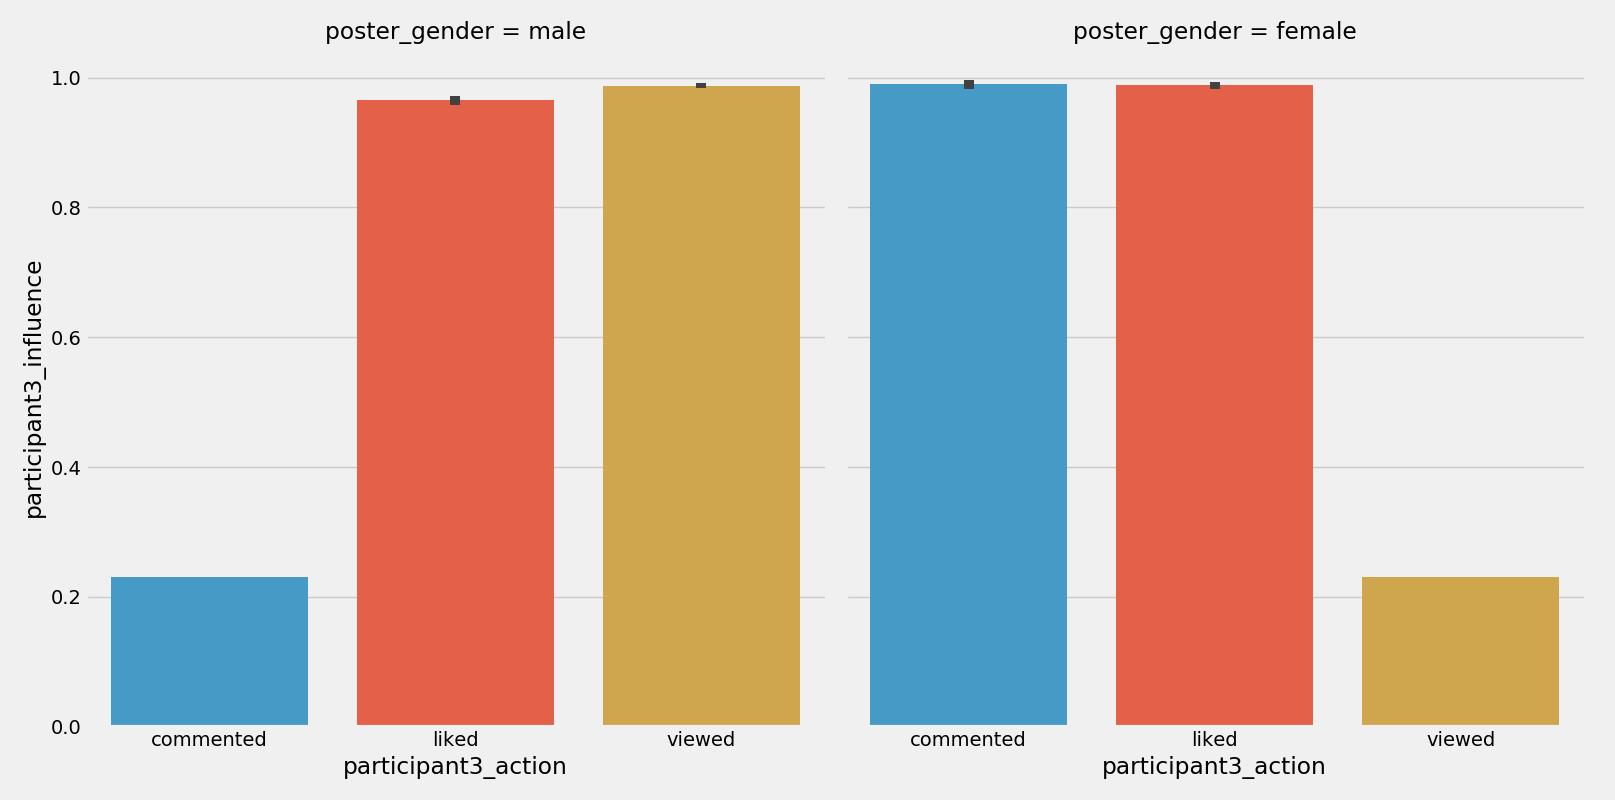 poster_gender = male
poster_gender = female
participant3_influence
1.0
0.8
0.6
0.4
0.2
0.0
commented liked viewed
commented liked viewed
participant3_action
participant3_action